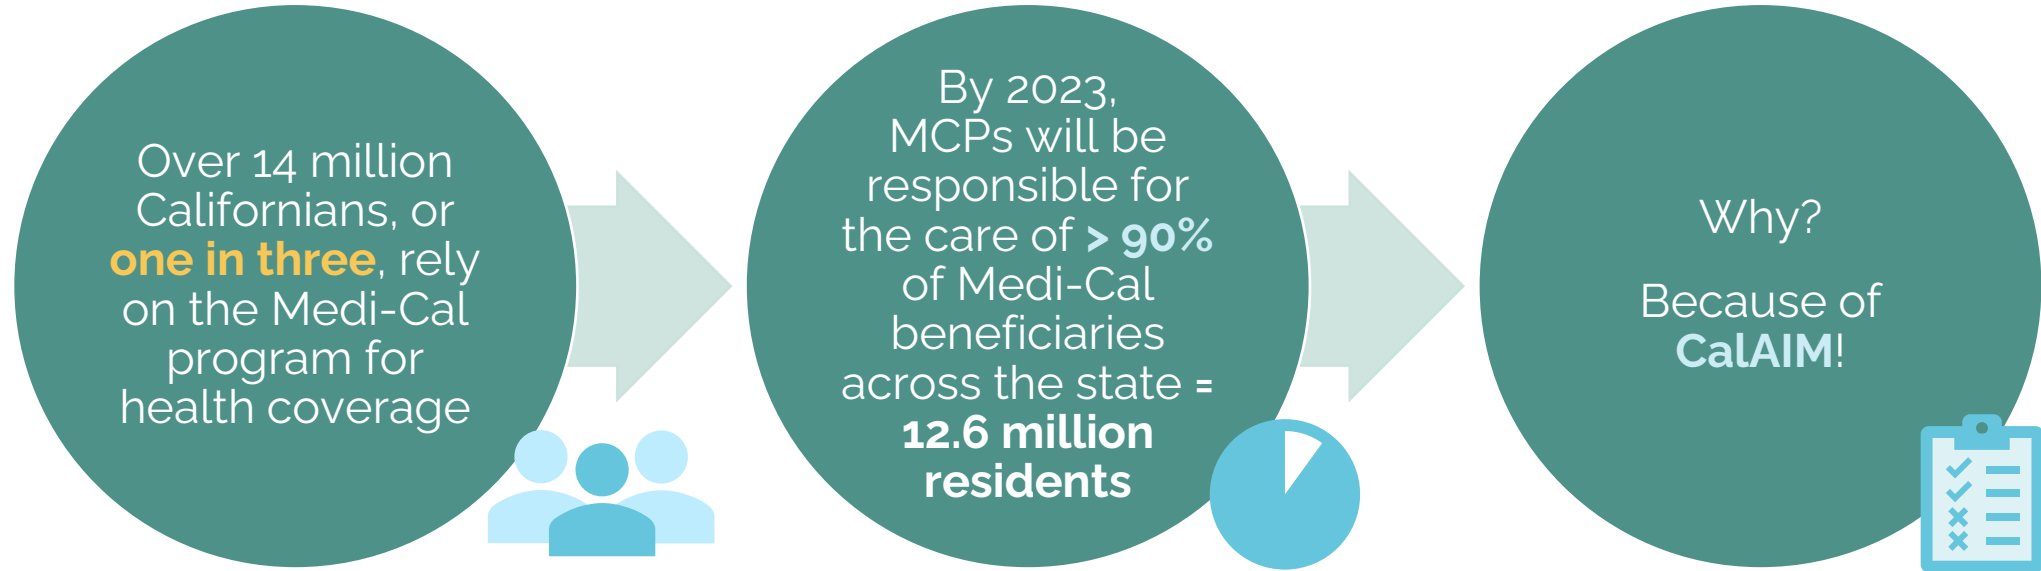 Over 14 million
Californians, or
one in three, rely
on the Medi-Cal
program for
health coverage
By 2023,
MCPs will be
responsible for
the care of > 90%
of Medi-Cal
beneficiaries
across the state =
12.6 million
residents
Why?
Because of
CalAIM!